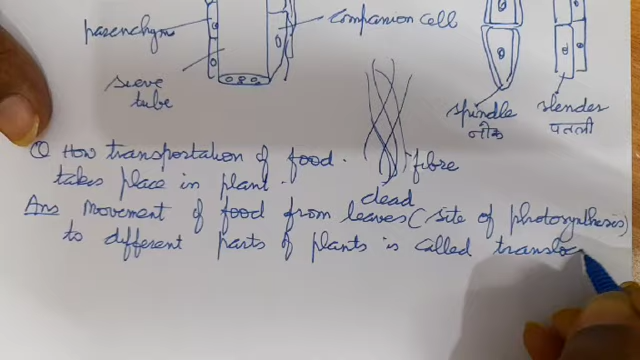 parenchym
companion cell
sieve
tube
spindle
slender
पतली
fibre
dead
Q How transportation of food.
takes place in plant.
Ans Movement of food from leaves (site of photosynthesis)
to different parts of plants is called transloc